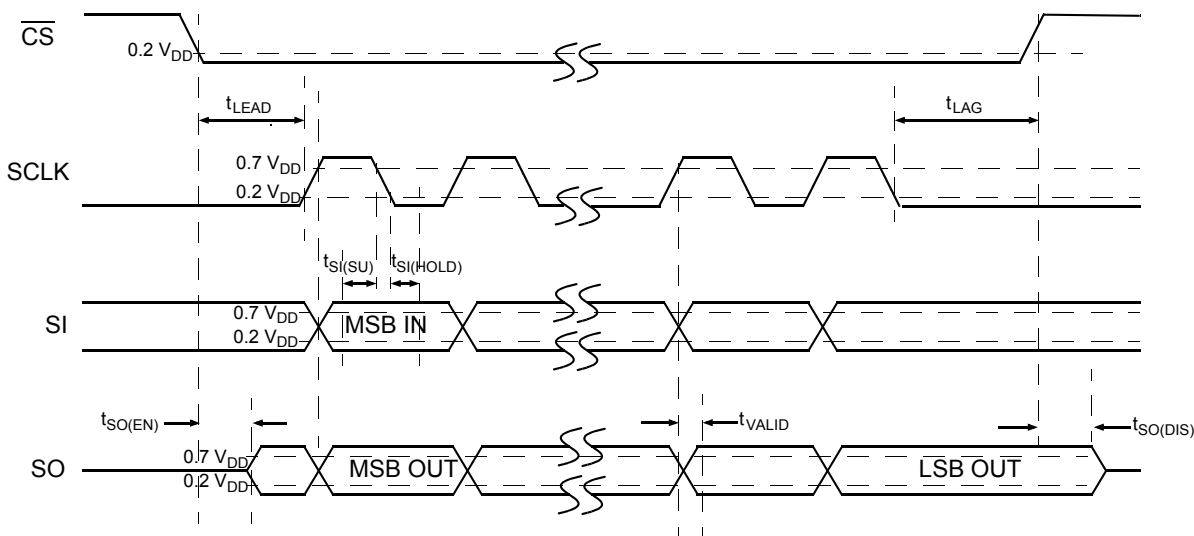 CS
0.2 VDD
tLEAD
tLAG
SCLK
0.7 VDD
0.2 VDD
tSI(SU)
tSI(HOLD)
SI
0.7 VDD
MSB IN
0.2 VDD
tSO(EN)
tVALID
tSO(DIS)
SO
0.7 VDD
MSB OUT
LSB OUT
0.2 VDD